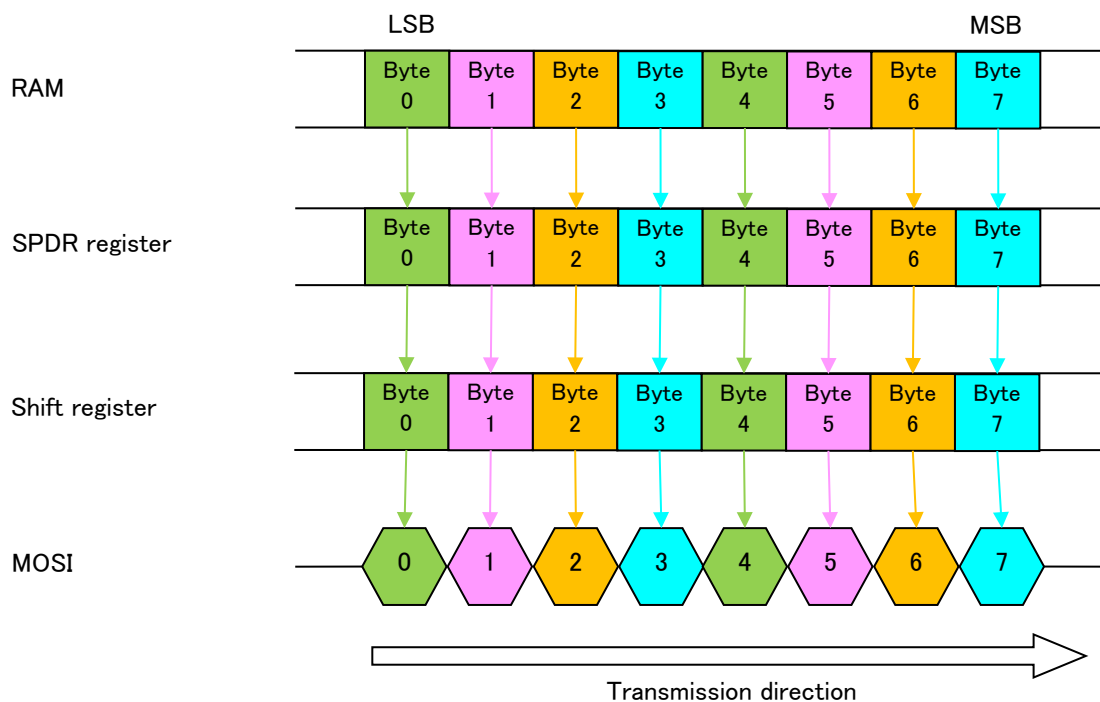 LSB MSB
RAM
Byte Byte Byte Byte Byte Byte Byte Byte
0 1 2 3 4 5 6 7
SPDR register
Byte Byte Byte Byte Byte Byte Byte Byte
0 1 2 3 4 5 6 7
Shift register
Byte Byte Byte Byte Byte Byte Byte Byte
0 1 2 3 4 5 6 7
MOSI
0 1 2 3 4 5 6 7
Transmission direction